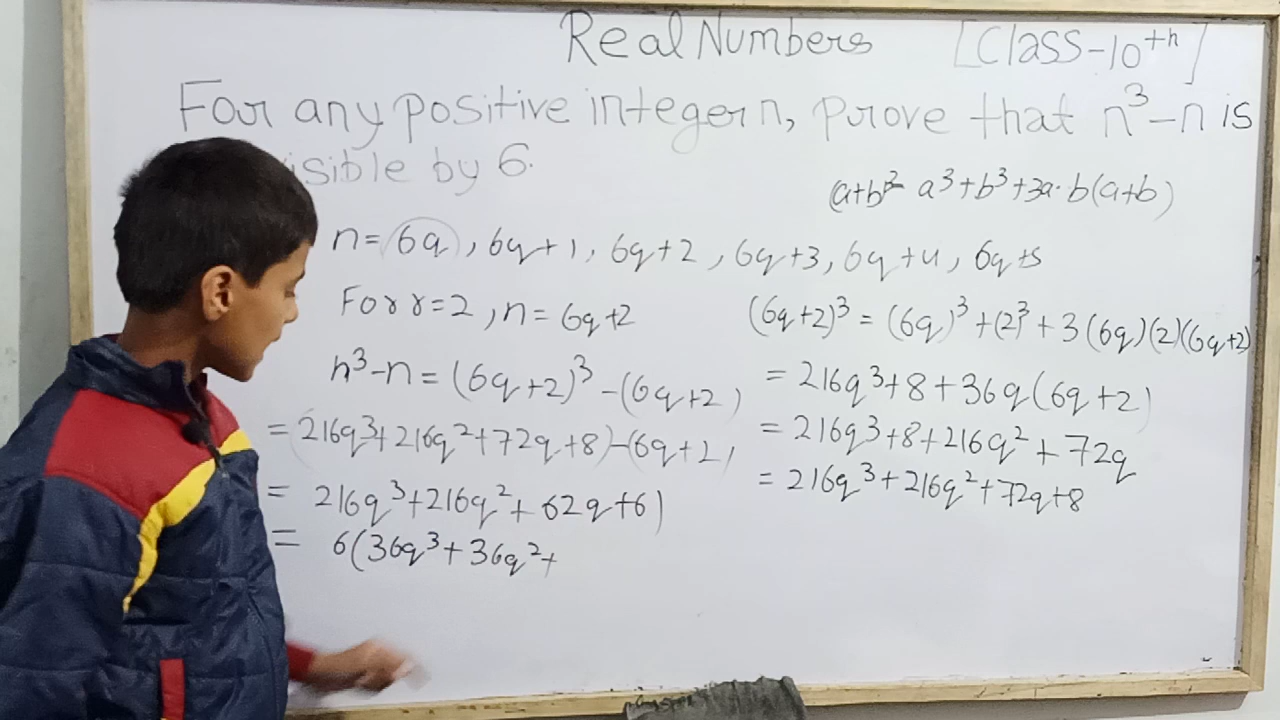 Real Numbers [Class-10th]
For any positive integer n, prove that n³-n is
isible by 6.
(a+b)³= a³+b³+3a·b(a+b)
n= 6q, 6q+1, 6q+2, 6q+3, 6q+4, 6q+5
For r=2, n= 6q+2
n³-n = (6q+2)³-(6q+2)
= (216q³+216q²+72q+8)-(6q+2)
= 216q³+216q²+62q+6)
= 6(36q³+36q²+
(6q+2)³ = (6q)³+(2)³+3(6q)(2)(6q+2)
= 216q³+8+36q(6q+2)
= 216q³+8+216q²+72q
= 216q³+216q²+72q+8